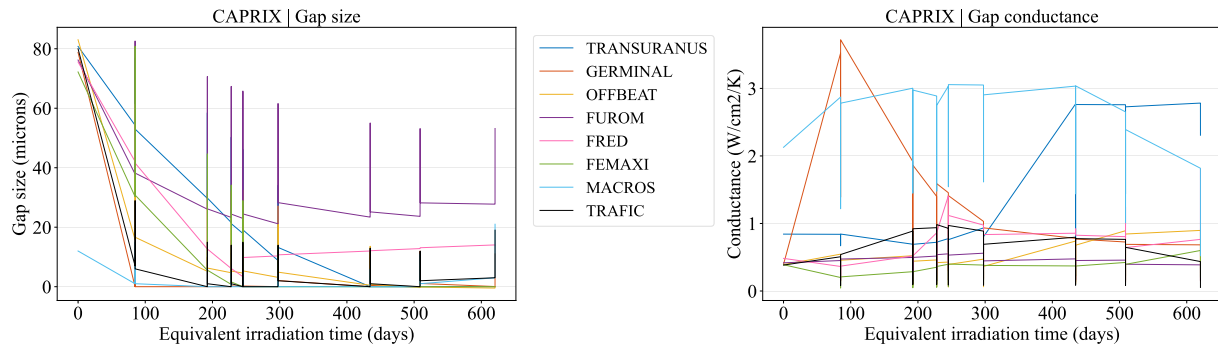 CAPRIX | Gap size
Gap size (microns)
80
60
40
20
0
0 100 200 300 400 500 600
Equivalent irradiation time (days)
TRANSURANUS
GERMINAL
OFFBEAT
FUROM
FRED
FEMAXI
MACROS
TRAFIC
CAPRIX | Gap conductance
Conductance (W/cm2/K)
3
2
1
0
0 100 200 300 400 500 600
Equivalent irradiation time (days)